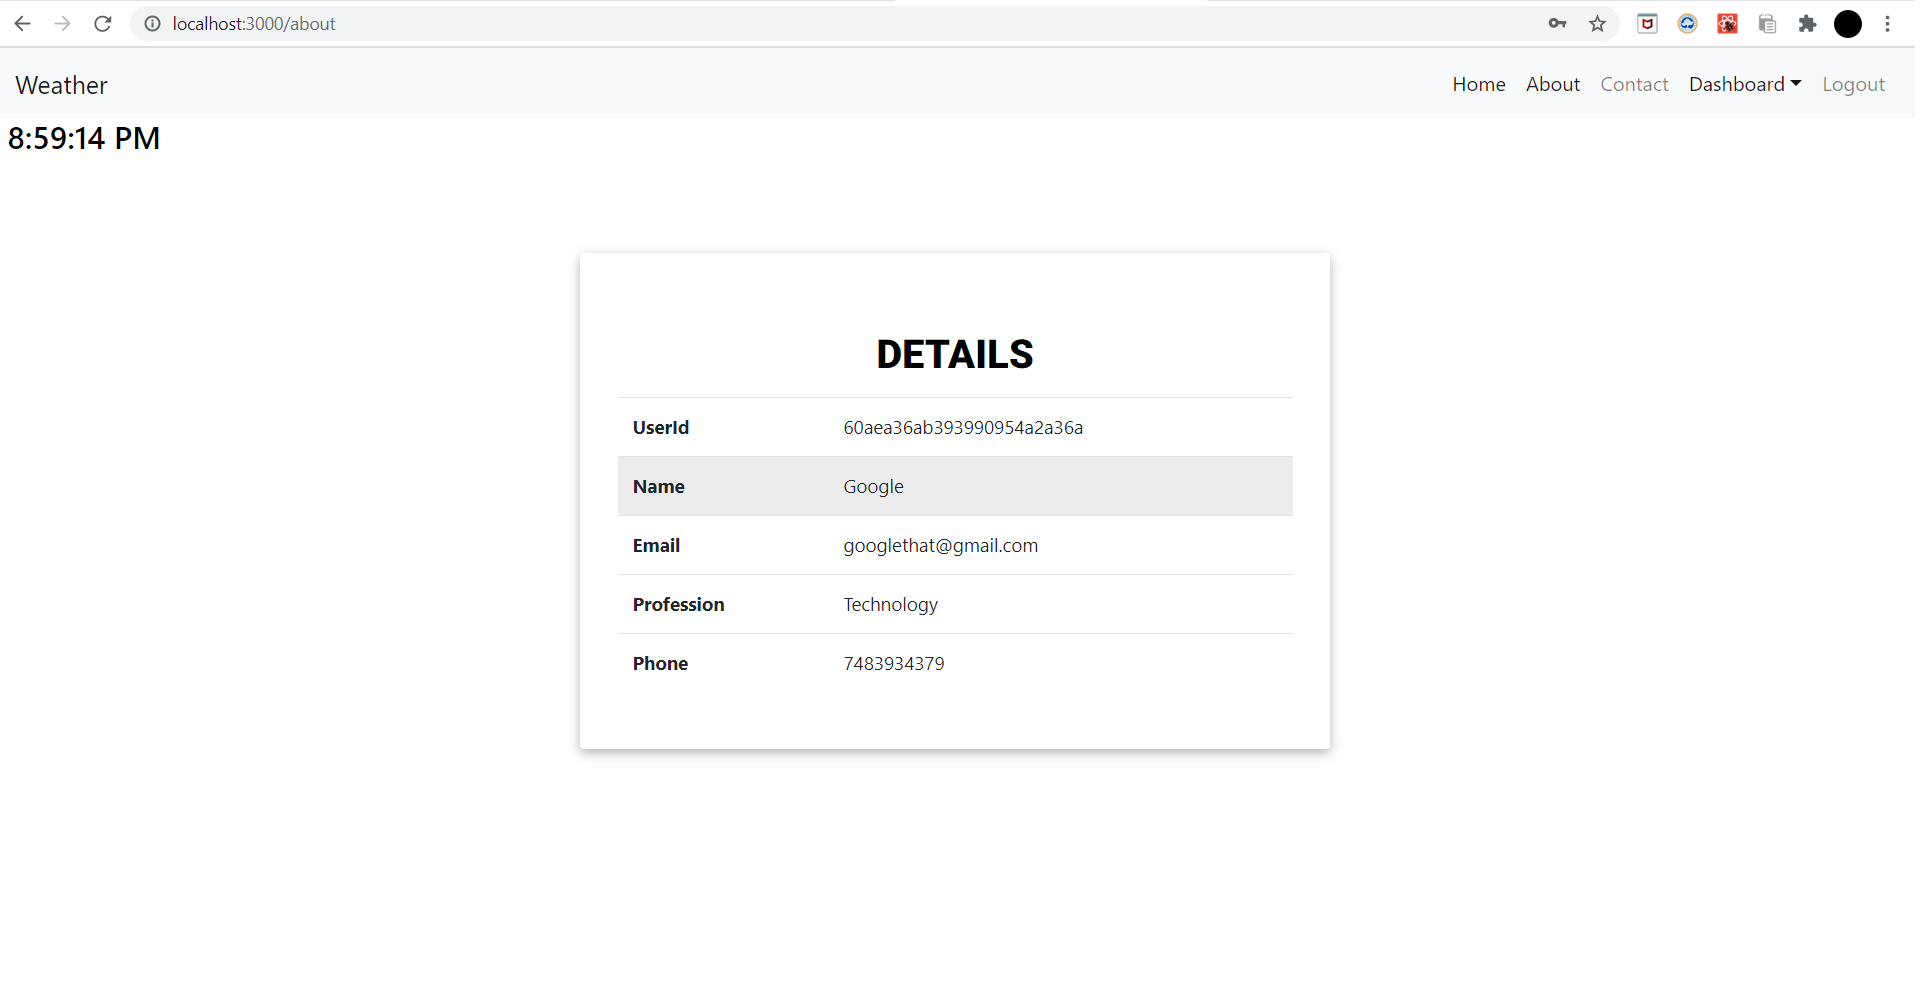 localhost:3000/about
Weather Home About Contact Dashboard Logout
8:59:14 PM
DETAILS
UserId 60aea36ab393990954a2a36a
Name Google
Email googlethat@gmail.com
Profession Technology
Phone 7483934379